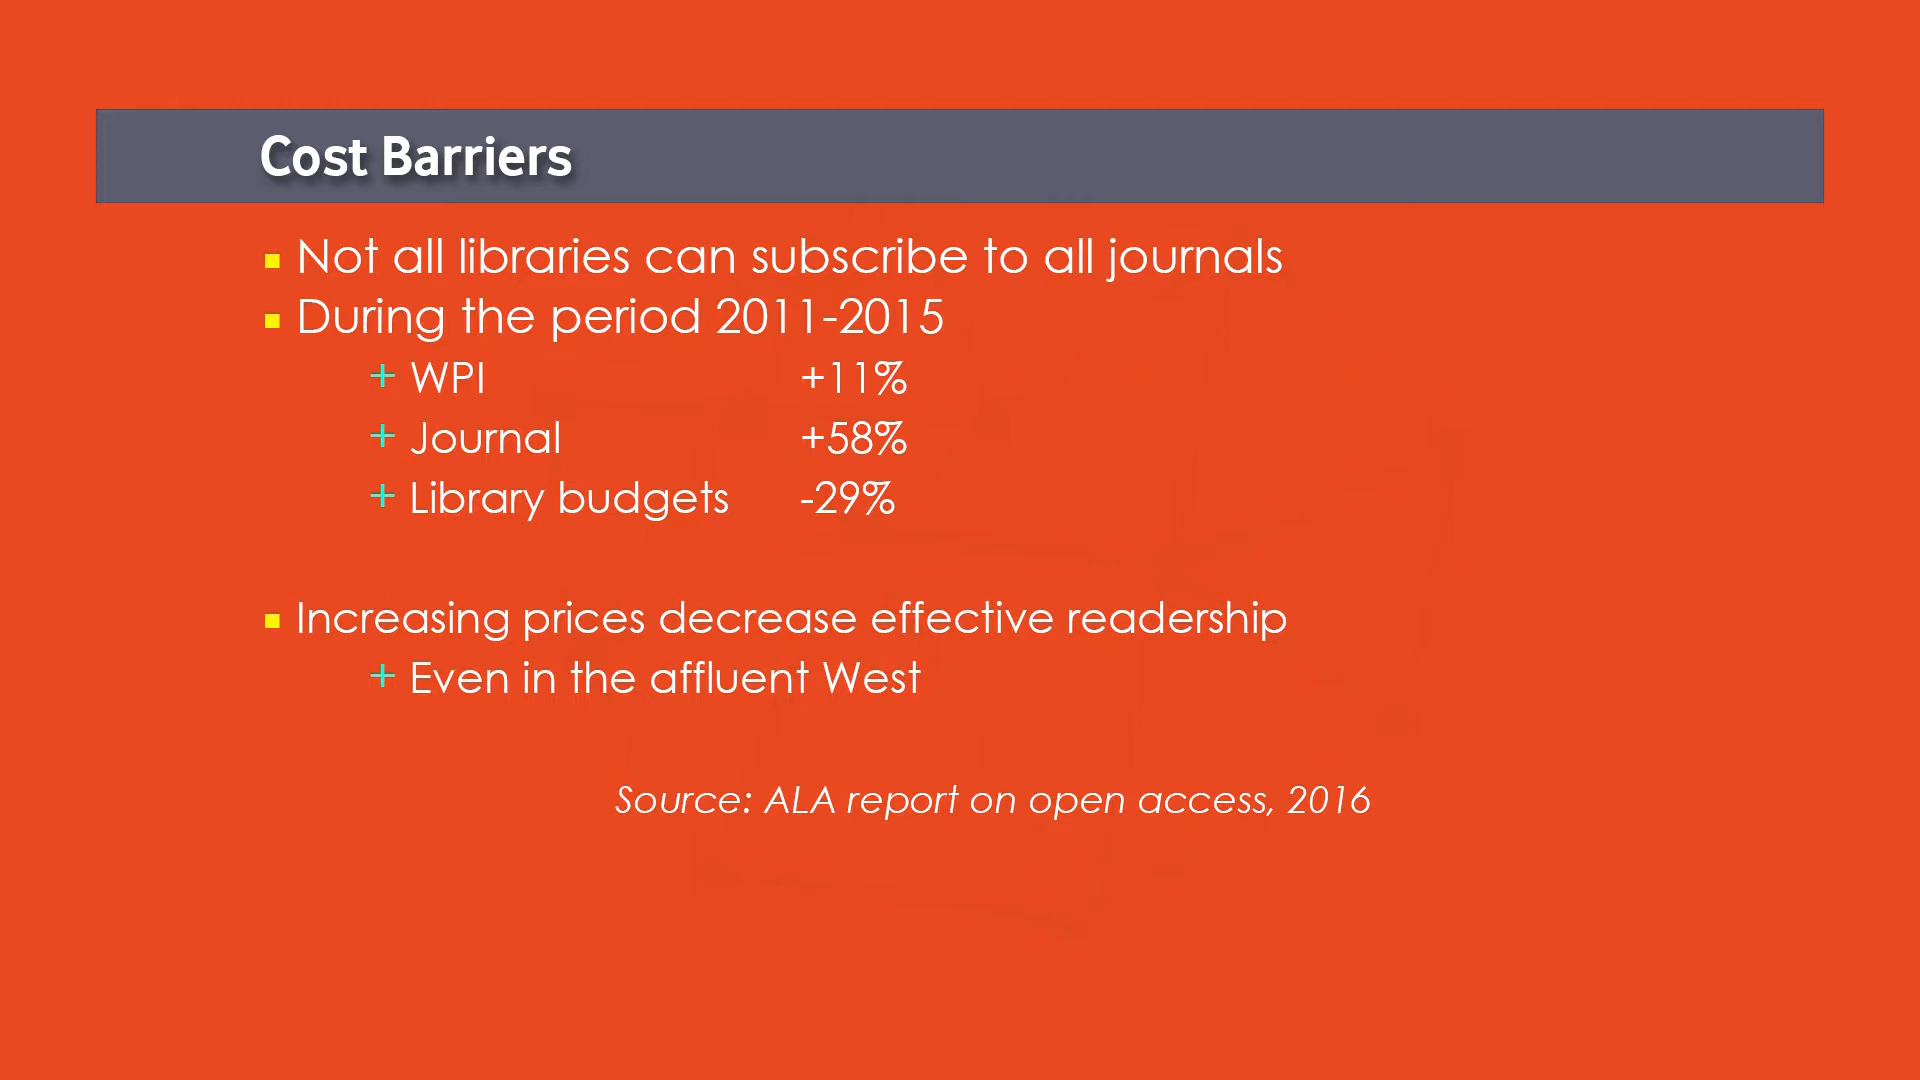 Cost Barriers
Not all libraries can subscribe to all journals
During the period 2011-2015
WPI +11%
Journal +58%
Library budgets -29%
Increasing prices decrease effective readership
Even in the affluent West
Source: ALA report on open access, 2016